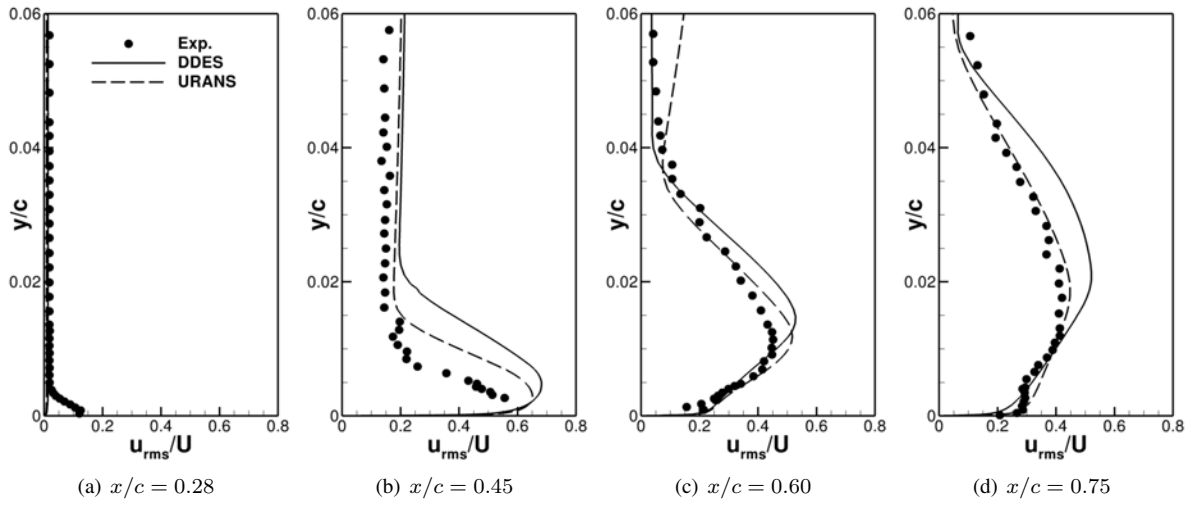 0.06
0.04
0.02
0
y/c
0 0.2 0.4 0.6 0.8
u_rms/U
Exp.
DDES
URANS
(a) x/c = 0.28
0.06
0.04
0.02
0
y/c
0 0.2 0.4 0.6 0.8
u_rms/U
(b) x/c = 0.45
0.06
0.04
0.02
0
y/c
0 0.2 0.4 0.6 0.8
u_rms/U
(c) x/c = 0.60
0.06
0.04
0.02
0
y/c
0 0.2 0.4 0.6 0.8
u_rms/U
(d) x/c = 0.75